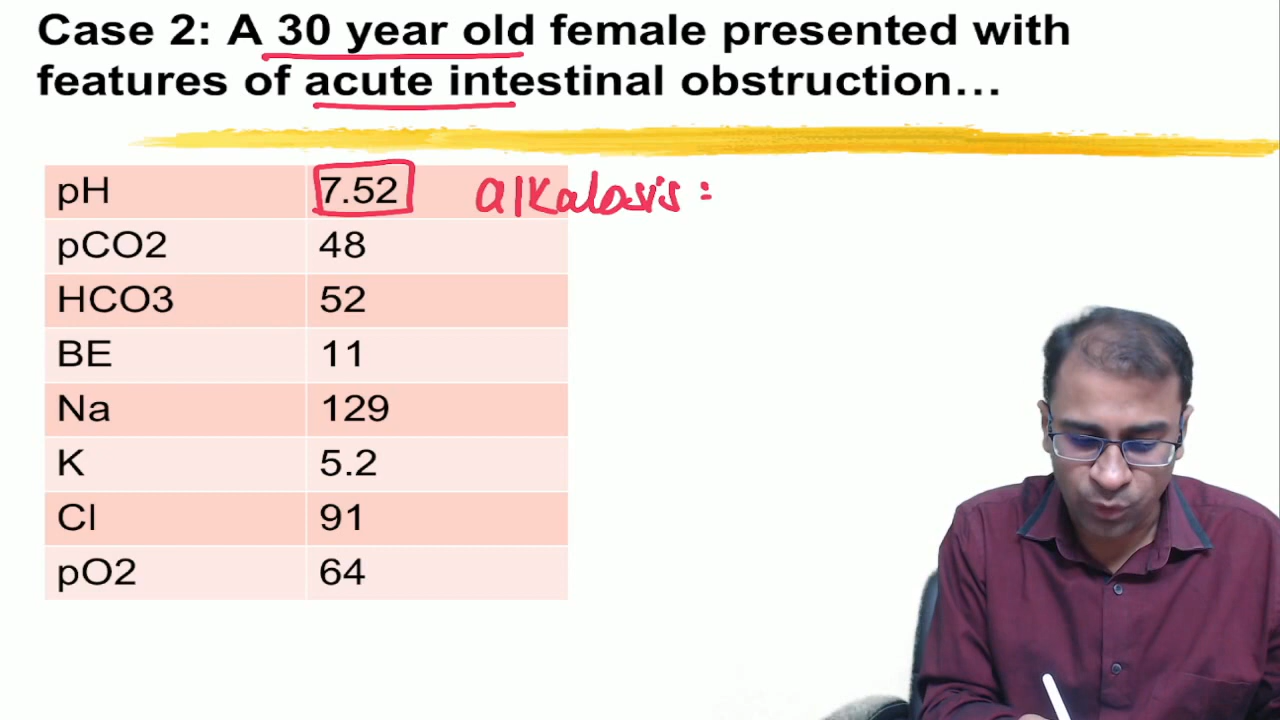 Case 2: A 30 year old female presented with
features of acute intestinal obstruction...
pH 7.52 alkalosis:
pCO2 48
HCO3 52
BE 11
Na 129
K 5.2
Cl 91
pO2 64